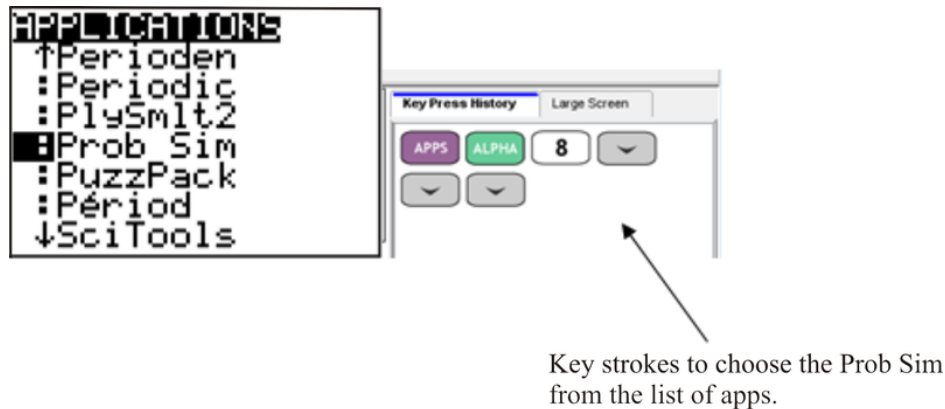 APPLICATIONS
↑Perioden
:Periodic
:PlySmlt2
:Prob Sim
:PuzzPack
:Périod
↓SciTools
Key Press History
Large Screen
APPS
ALPHA
8
Key strokes to choose the Prob Sim
from the list of apps.